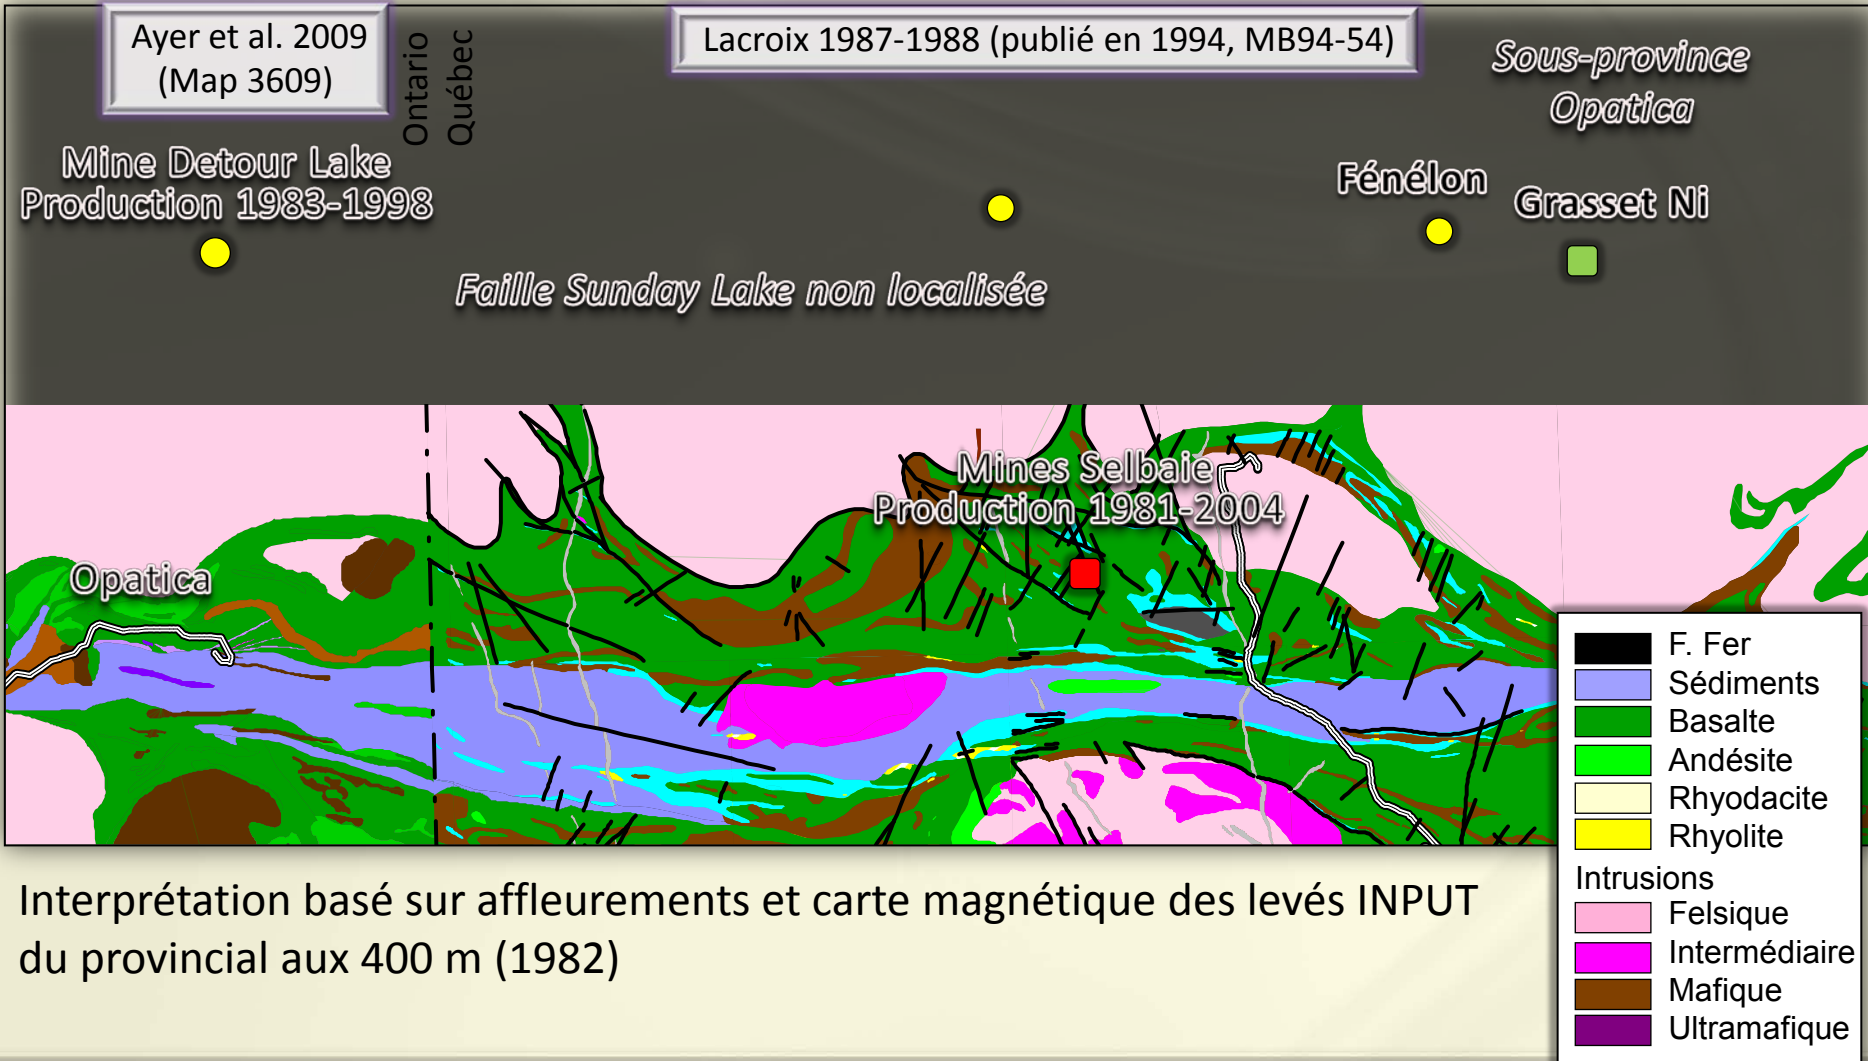 Ayer et al. 2009
(Map 3609)
Ontario
Québec
Lacroix 1987-1988 (publié en 1994, MB94-54)
Sous-province
Opatica
Mine Detour Lake
Production 1983-1998
Fénélon
Grasset Ni
Faille Sunday Lake non localisée
Mines Selbaie
Production 1981-2004
Opatica
F. Fer
Sédiments
Basalte
Andésite
Rhyodacite
Rhyolite
Intrusions
Felsique
Intermédiaire
Mafique
Ultramafique
Interprétation basé sur affleurements et carte magnétique des levés INPUT
du provincial aux 400 m (1982)